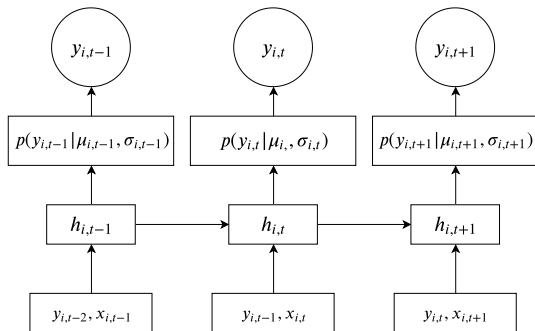 y_{i,t−1} y_{i,t} y_{i,t+1}
p(y_{i,t−1}|μ_{i,t−1}, σ_{i,t−1}) p(y_{i,t}|μ_{i,}, σ_{i,t}) p(y_{i,t+1}|μ_{i,t+1}, σ_{i,t+1})
h_{i,t−1} h_{i,t} h_{i,t+1}
y_{i,t−2}, x_{i,t−1} y_{i,t−1}, x_{i,t} y_{i,t}, x_{i,t+1}